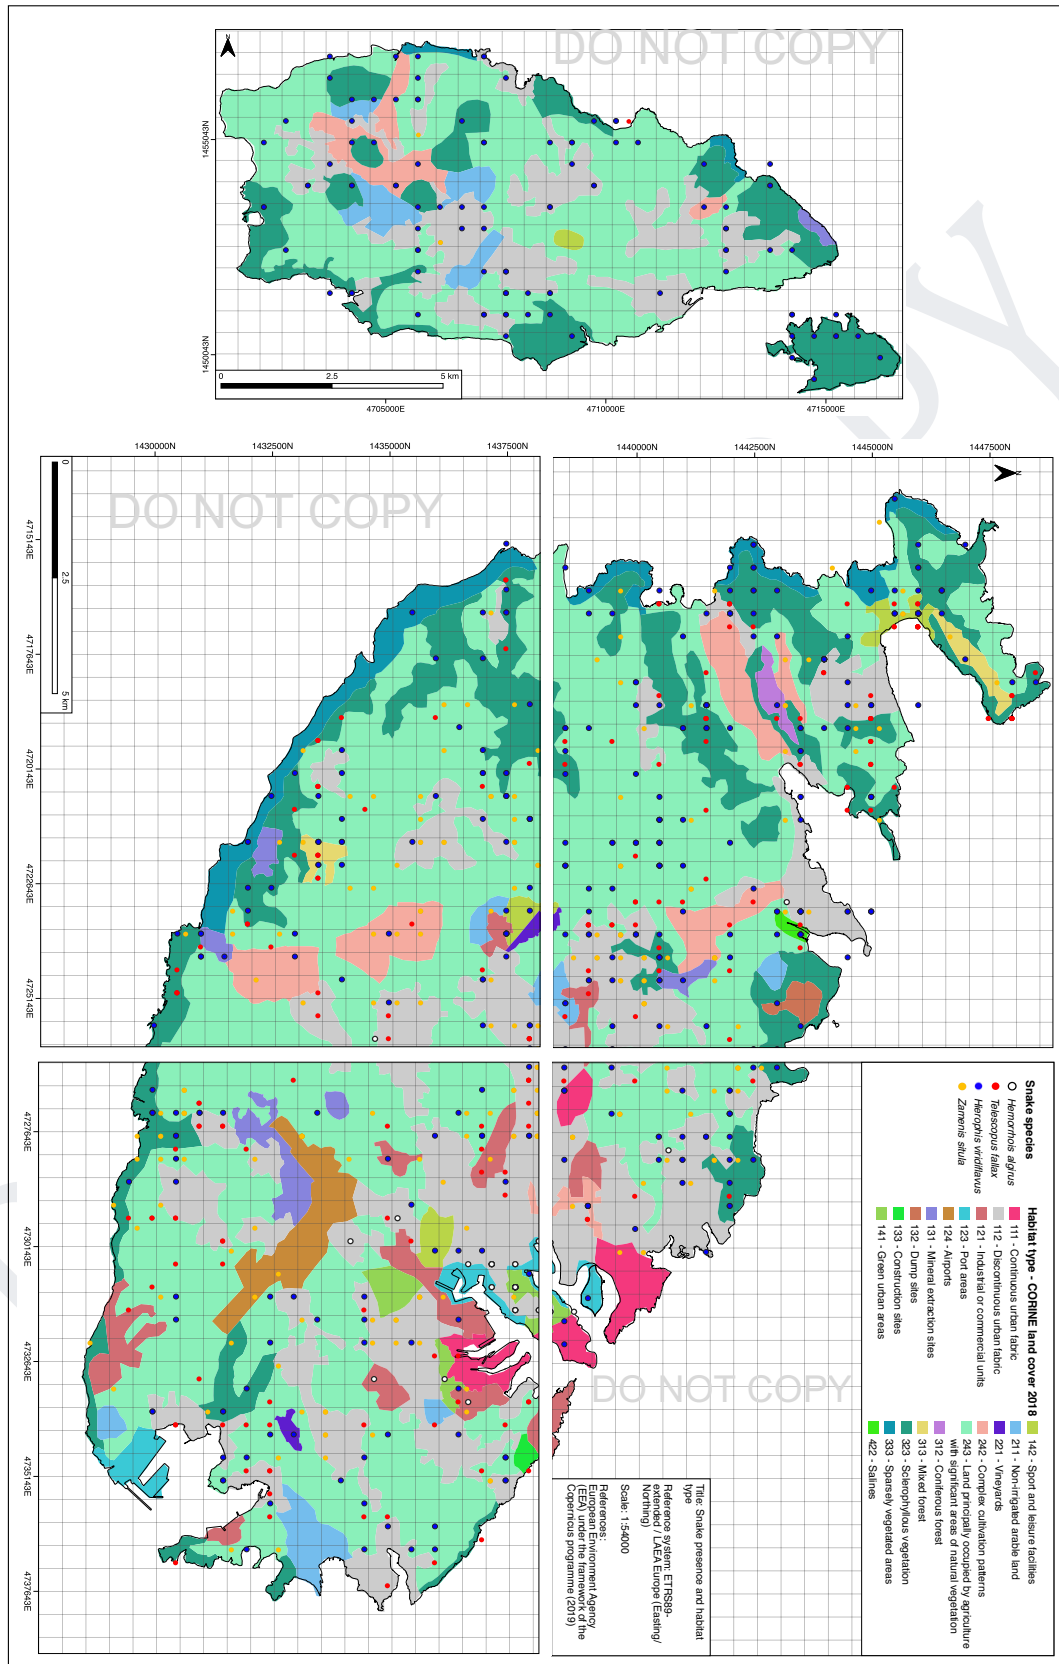 DO NOT COPY
N
1455043N
1450043N
0
2.5
5 km
4705000E
4710000E
4715000E
1430000N
1432500N
1435000N
1437500N
1440000N
1442500N
1445000N
1447500N
DO NOT COPY
N
0
2.5
5 km
4715143E
4717643E
4720143E
4722643E
4725143E
4727643E
4730143E
4732643E
4735143E
4737643E
Snake species
Hemorrhois algirus
Telescopus fallax
Hierophis viridiflavus
Zamenis situla
Habitat type - CORINE land cover 2018
111 - Continuous urban fabric
112 - Discontinuous urban fabric
121 - Industrial or commercial units
123 - Port areas
124 - Airports
131 - Mineral extraction sites
132 - Dump sites
133 - Construction sites
141 - Green urban areas
142 - Sport and leisure facilities
211 - Non-irrigated arable land
221 - Vineyards
242 - Complex cultivation patterns
243 - Land principally occupied by agriculture
with significant areas of natural vegetation
312 - Coniferous forest
313 - Mixed forest
323 - Sclerophyllous vegetation
333 - Sparsely vegetated areas
422 - Salines
DO NOT COPY
Title: Snake presence and habitat
type
Reference system: ETRS89-
extended / LAEA Europe (Easting/
Northing)
Scale: 1:54000
References:
European Environment Agency
(EEA) under the framework of the
Copernicus programme (2019)